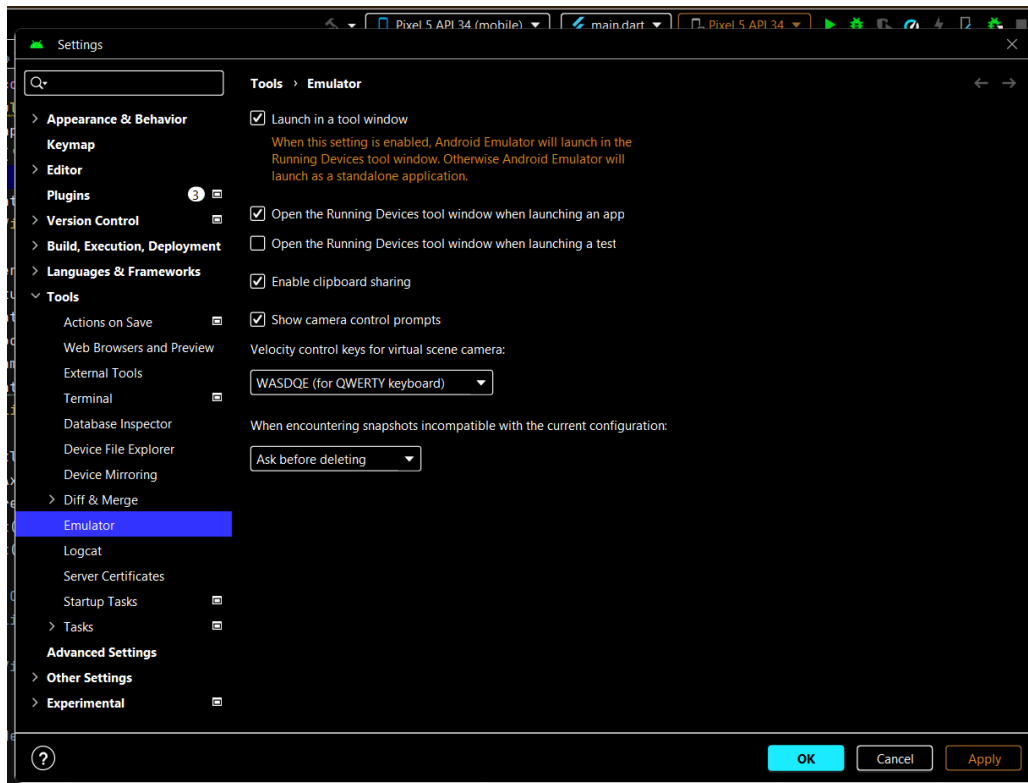 Pixel 5 API 34 (mobile)
main.dart
Pixel 5 API 34
Settings
Tools › Emulator
Appearance & Behavior
Keymap
Editor
Plugins 3
Version Control
Build, Execution, Deployment
Languages & Frameworks
Tools
Actions on Save
Web Browsers and Preview
External Tools
Terminal
Database Inspector
Device File Explorer
Device Mirroring
Diff & Merge
Emulator
Logcat
Server Certificates
Startup Tasks
Tasks
Advanced Settings
Other Settings
Experimental
Launch in a tool window
When this setting is enabled, Android Emulator will launch in the
Running Devices tool window. Otherwise Android Emulator will
launch as a standalone application.
Open the Running Devices tool window when launching an app
Open the Running Devices tool window when launching a test
Enable clipboard sharing
Show camera control prompts
Velocity control keys for virtual scene camera:
WASDQE (for QWERTY keyboard)
When encountering snapshots incompatible with the current configuration:
Ask before deleting
?
OK
Cancel
Apply